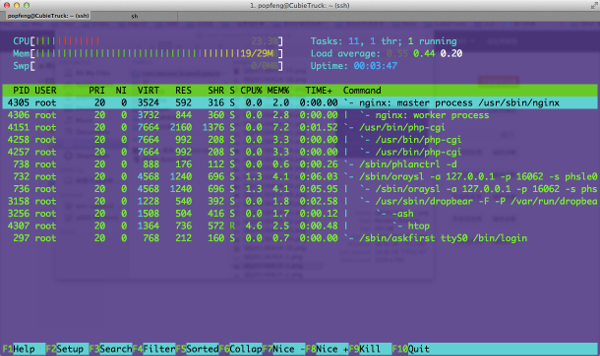 1. popfeng@CubieTruck: ~ (ssh)
popfeng@CubieTruck: ~ (ssh) sh
CPU[|||||||||||||| 29.3%] Tasks: 11, 1 thr; 1 running
Mem[||||||||||||||||||||||||||||||||||||||||19/29M] Load average: 0.55 0.44 0.20
Swp[ 0/0MB] Uptime: 00:03:47
PID USER PRI NI VIRT RES SHR S CPU% MEM% TIME+ Command
4305 root 20 0 3524 592 316 S 0.0 2.0 0:00.00 `- nginx: master process /usr/sbin/nginx
4306 root 20 0 3732 844 360 S 0.0 2.8 0:00.00 | `- nginx: worker process
4151 root 20 0 7664 2160 1376 S 0.0 7.2 0:01.52 `- /usr/bin/php-cgi
4258 root 20 0 7664 992 208 S 0.0 3.3 0:00.00 | `- /usr/bin/php-cgi
4257 root 20 0 7664 992 208 S 0.0 3.3 0:00.00 | `- /usr/bin/php-cgi
738 root 20 0 888 176 112 S 0.0 0.6 0:00.26 `- /sbin/phlanctrl -d
732 root 20 0 4568 1240 696 S 1.3 4.1 0:06.03 `- /sbin/oraysl -a 127.0.0.1 -p 16062 -s phsle0
736 root 20 0 4568 1240 696 S 1.3 4.1 0:05.95 | `- /sbin/oraysl -a 127.0.0.1 -p 16062 -s phs
3158 root 20 0 1228 540 392 S 0.0 1.8 0:02.58 | `- /usr/sbin/dropbear -F -P /var/run/dropbea
3256 root 20 0 1508 504 416 S 0.0 1.7 0:00.12 | `- -ash
4307 root 20 0 1364 736 572 R 4.6 2.5 0:00.48 | `- htop
297 root 20 0 768 212 160 S 0.0 0.7 0:00.00 `- /sbin/askfirst ttyS0 /bin/login
F1Help F2Setup F3SearchF4FilterF5SortedF6CollapF7Nice -F8Nice +F9Kill F10Quit